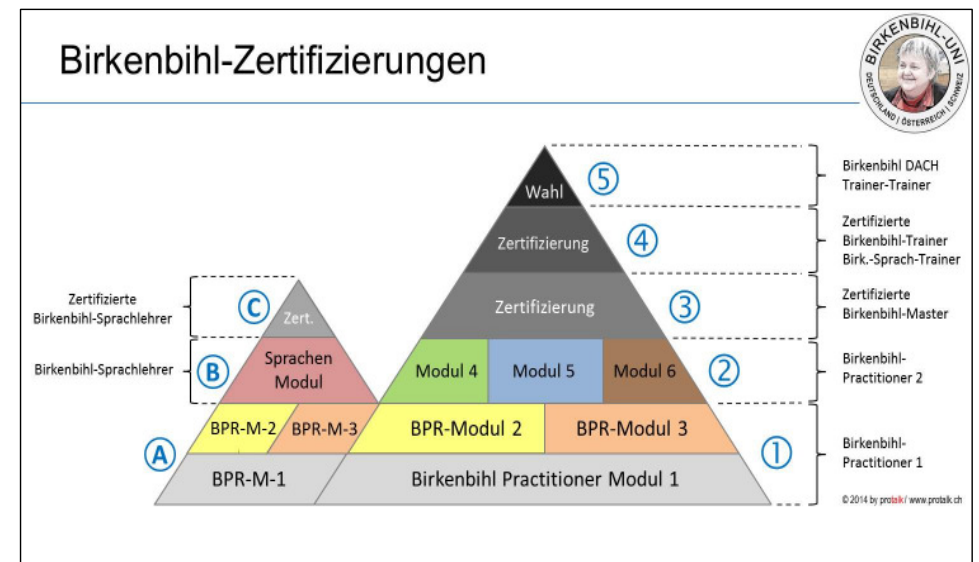 Birkenbihl-Zertifizierungen
BIRKENBIHL-UNI
DEUTSCHLAND | ÖSTERREICH | SCHWEIZ
Wahl
5
Birkenbihl DACH
Trainer-Trainer
Zertifizierung
4
Zertifizierte
Birkenbihl-Trainer
Birk.-Sprach-Trainer
Zertifizierte
Birkenbihl-Sprachlehrer
C
Zert.
Zertifizierung
3
Zertifizierte
Birkenbihl-Master
Birkenbihl-Sprachlehrer
B
Sprachen
Modul
Modul 4
Modul 5
Modul 6
2
Birkenbihl-
Practitioner 2
A
BPR-M-2
BPR-M-3
BPR-Modul 2
BPR-Modul 3
1
Birkenbihl-
Practitioner 1
BPR-M-1
Birkenbihl Practitioner Modul 1
© 2014 by protalk/ www.protalk.ch